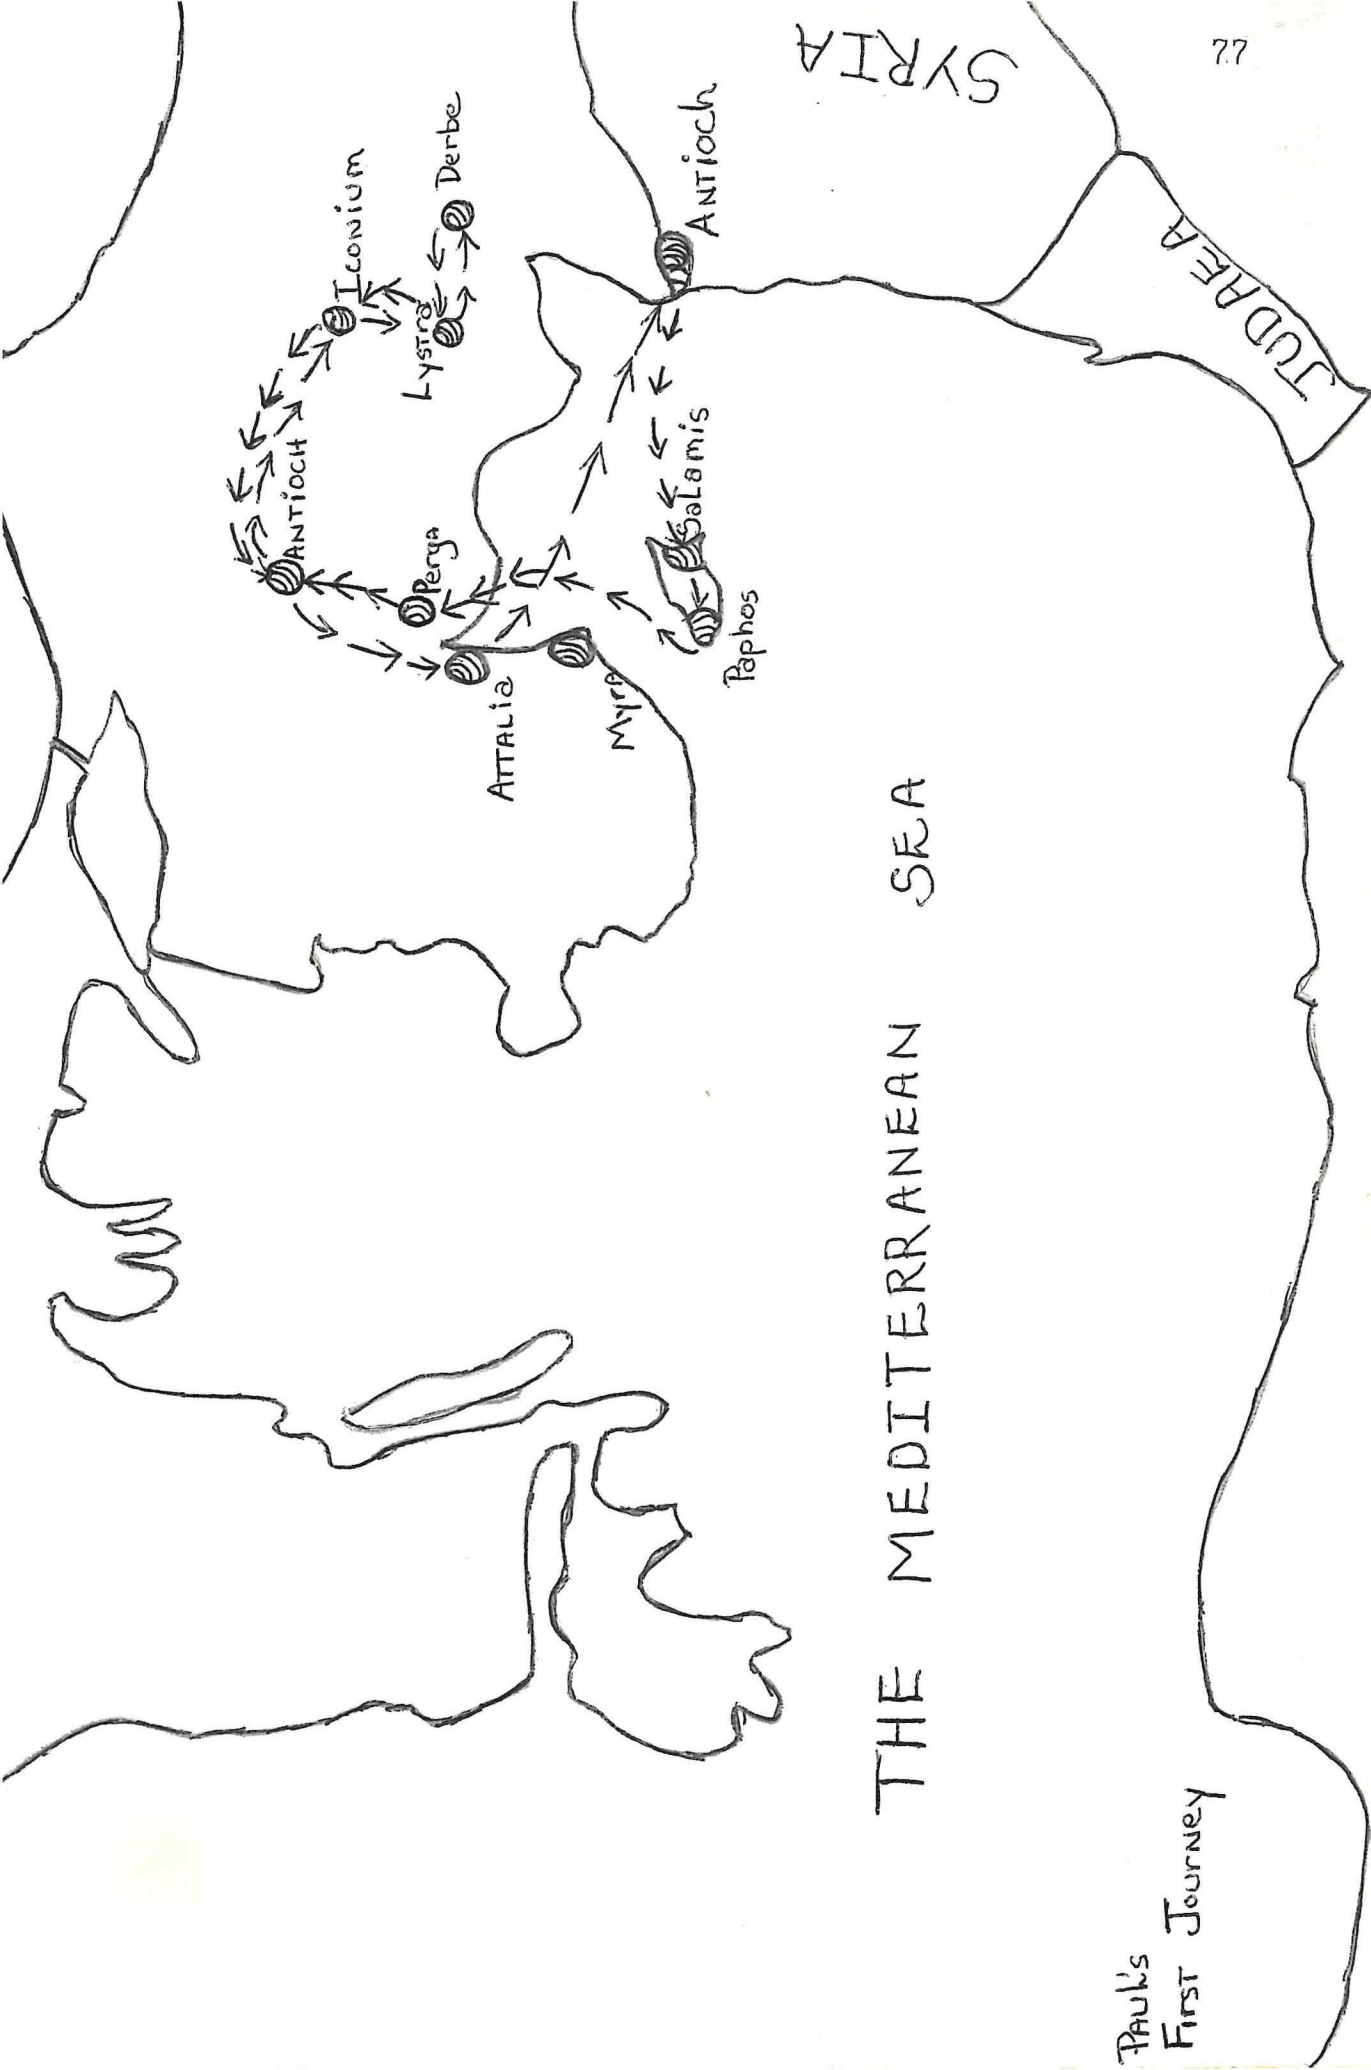 77
SYRIA
Iconium
Derbe
Lystra
ANTIOCH
ANTiOCH
Perga
Salamis
Paphos
ATTALia
MyrA
JUDAEA
THE MEDITERRANEAN SEA
PAul's
FirsT JourNey